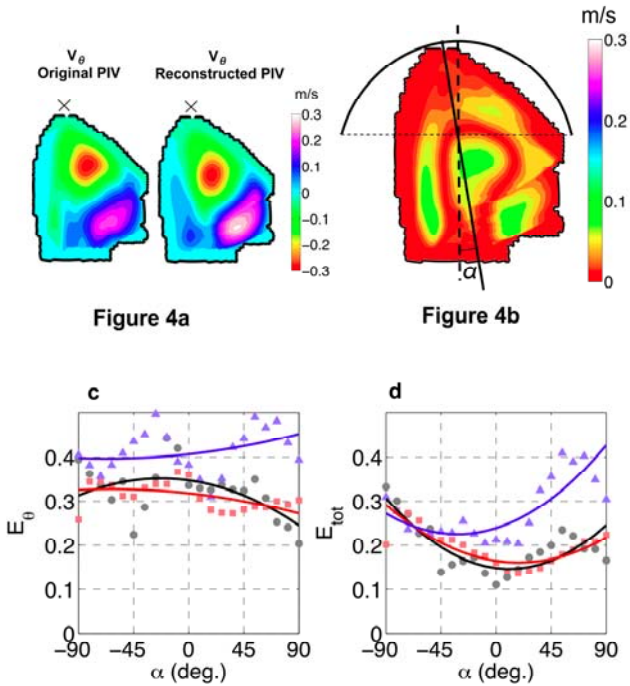 V_θ
Original PIV
V_θ
Reconstructed PIV
m/s
0.3
0.2
0.1
0
−0.1
−0.2
−0.3
Figure 4a
m/s
0.3
0.2
0.1
0
α
Figure 4b
c
E_θ
0.4
0.3
0.2
0.1
0
−90
−45
0
45
90
α (deg.)
d
E_tot
0.4
0.3
0.2
0.1
0
−90
−45
0
45
90
α (deg.)